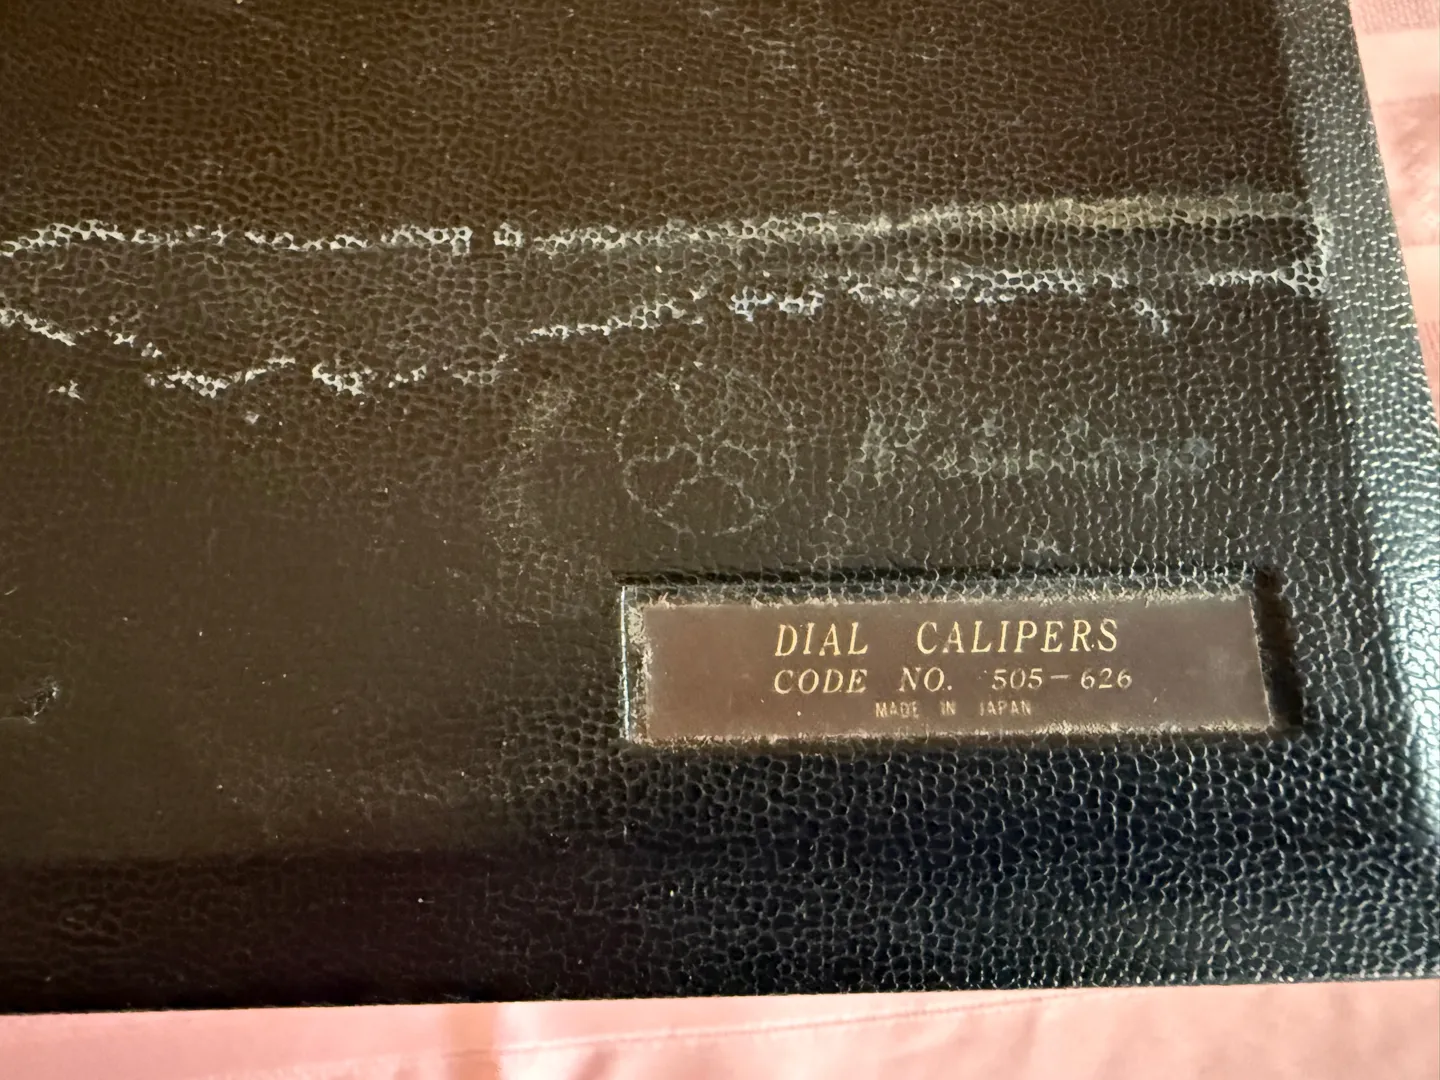 DIAL CALIPERS
CODE NO. 505-626
MADE IN JAPAN